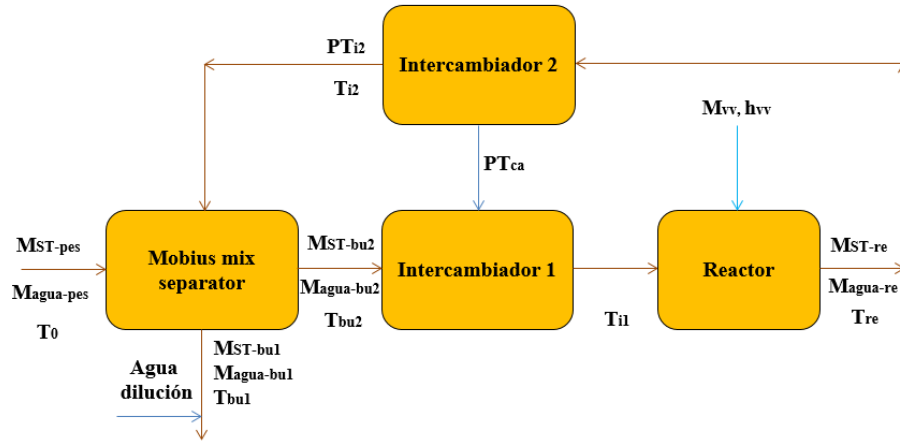 PTi2
Intercambiador 2
Ti2
Mvv, hvv
PTca
MST-pes
Mobius mix
separator
Magua-pes
T0
MST-bu2
Magua-bu2
Tbu2
Intercambiador 1
Ti1
Reactor
MST-re
Magua-re
Tre
Agua
dilución
MST-bu1
Magua-bu1
Tbu1